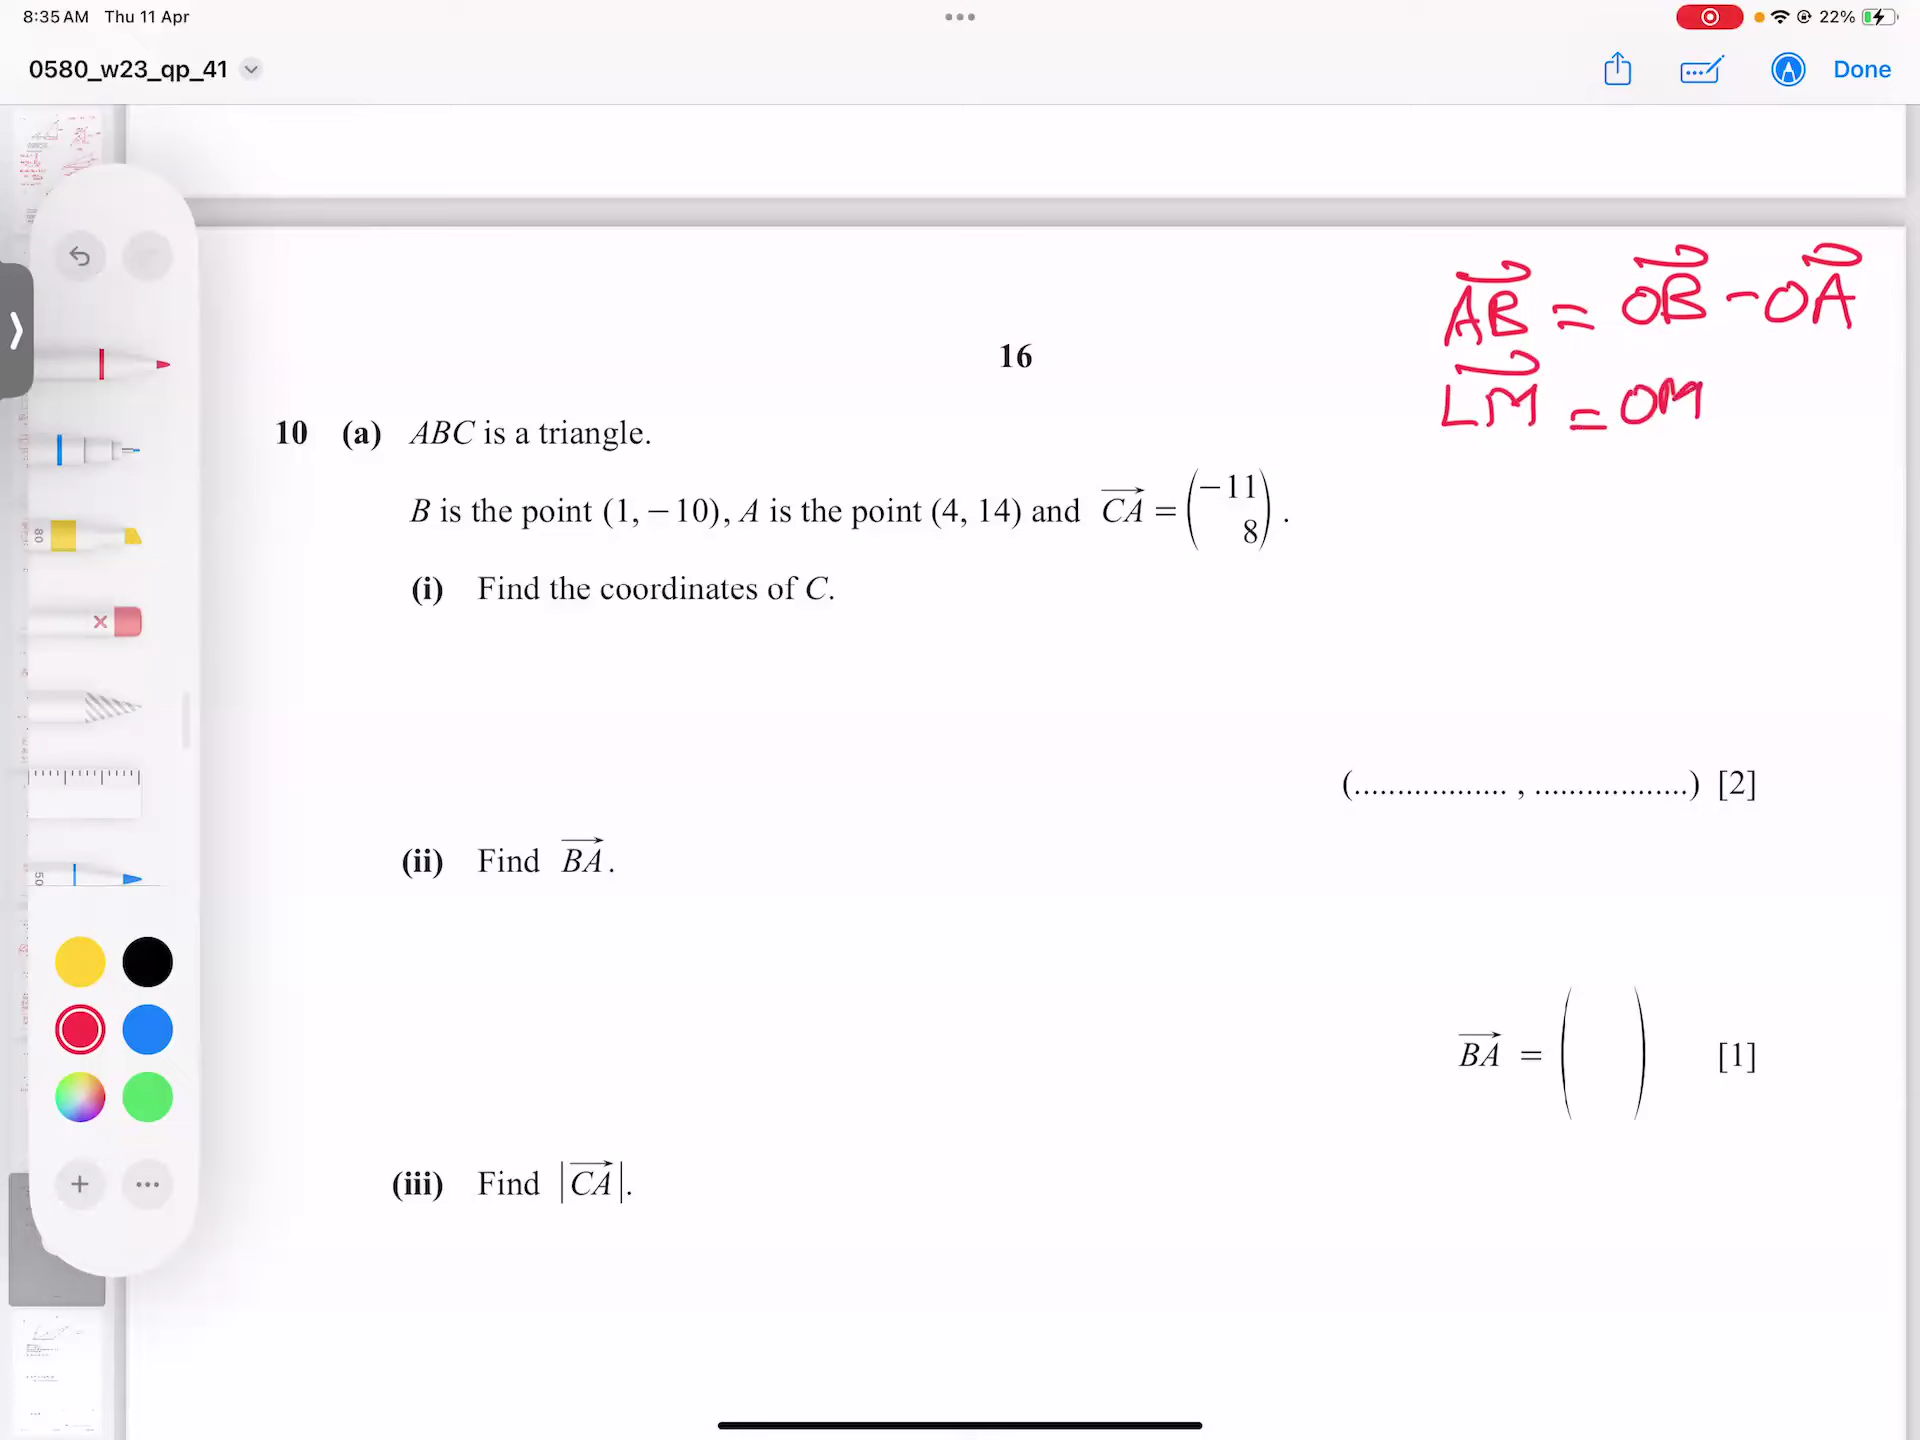 8:35 AM Thu 11 Apr
22%
0580_w23_qp_41
Done
AB = OB - OA
LM = OM
16
10 (a) ABC is a triangle.
B is the point (1, −10), A is the point (4, 14) and CA = (−11 8) .
(i) Find the coordinates of C.
(.................. , ..................) [2]
(ii) Find BA.
BA = ( ) [1]
(iii) Find |CA|.
80
50